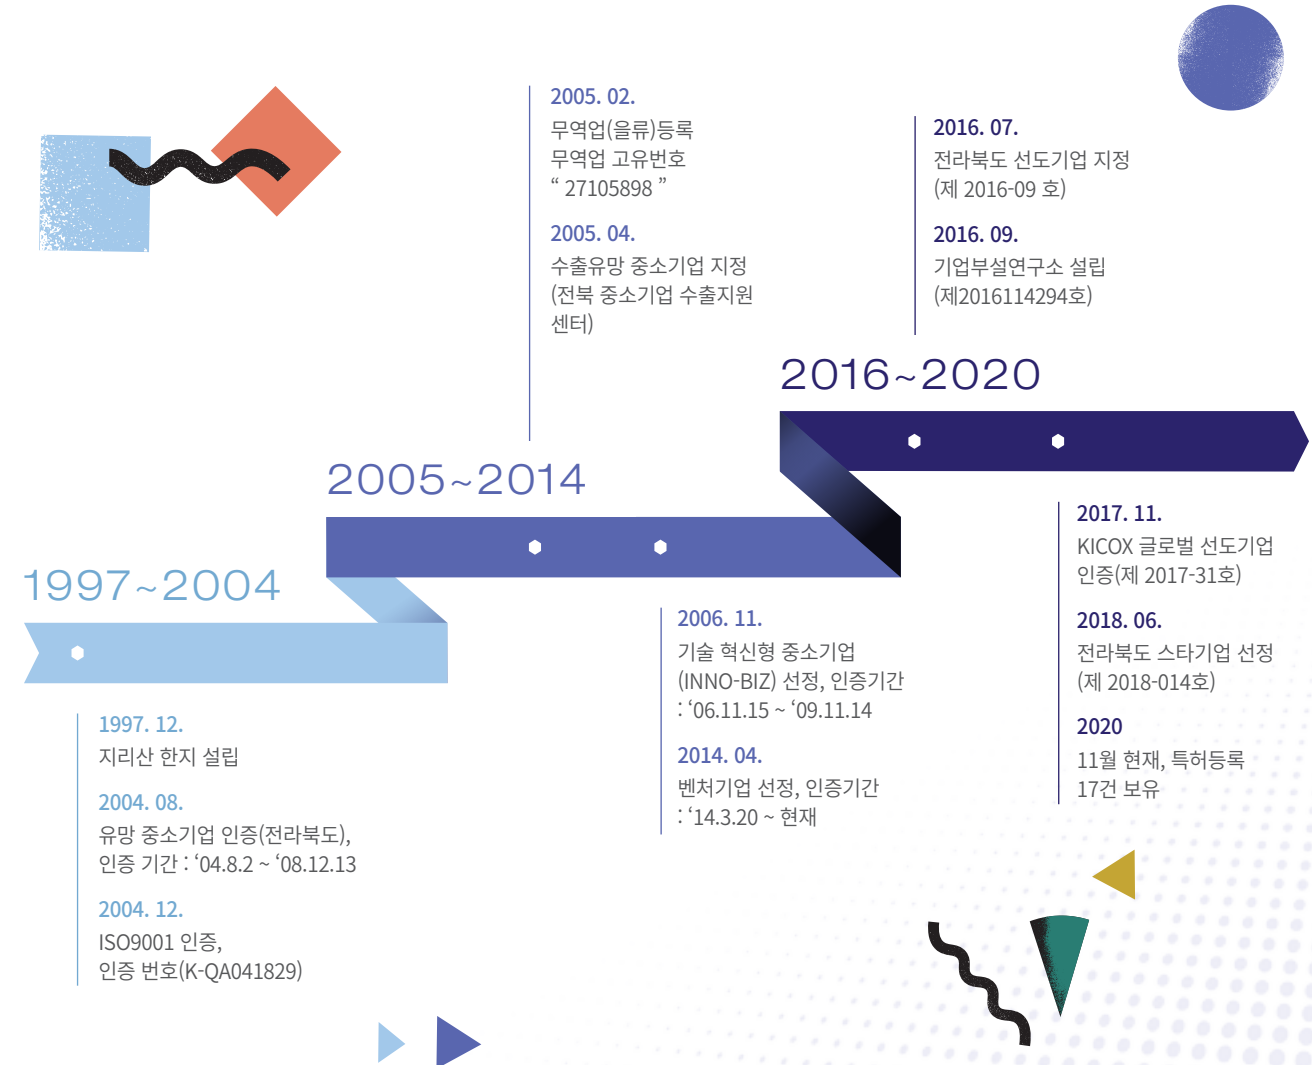 1997~2004
1997. 12.
지리산 한지 설립
2004. 08.
유망 중소기업 인증(전라북도),
인증 기간 : ‘04.8.2 ~ ‘08.12.13
2004. 12.
ISO9001 인증,
인증 번호(K-QA041829)
2005~2014
2005. 02.
무역업(을류)등록
무역업 고유번호
“ 27105898 ”
2005. 04.
수출유망 중소기업 지정
(전북 중소기업 수출지원
센터)
2006. 11.
기술 혁신형 중소기업
(INNO-BIZ) 선정, 인증기간
: ‘06.11.15 ~ ‘09.11.14
2014. 04.
벤처기업 선정, 인증기간
: ‘14.3.20 ~ 현재
2016~2020
2016. 07.
전라북도 선도기업 지정
(제 2016-09 호)
2016. 09.
기업부설연구소 설립
(제2016114294호)
2017. 11.
KICOX 글로벌 선도기업
인증(제 2017-31호)
2018. 06.
전라북도 스타기업 선정
(제 2018-014호)
2020
11월 현재, 특허등록
17건 보유